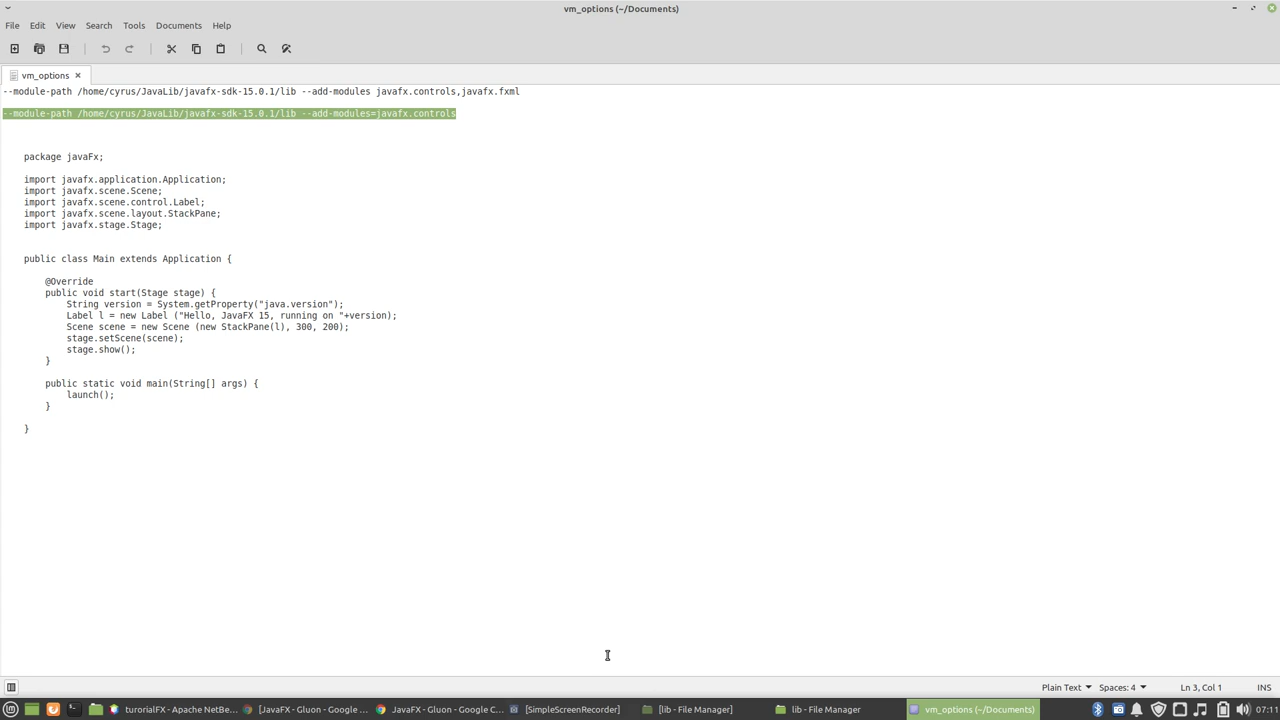 vm_options (~/Documents)
File Edit View Search Tools Documents Help
vm_options
--module-path /home/cyrus/JavaLib/javafx-sdk-15.0.1/lib --add-modules javafx.controls,javafx.fxml
--module-path /home/cyrus/JavaLib/javafx-sdk-15.0.1/lib --add-modules=javafx.controls
package javaFx;
import javafx.application.Application;
import javafx.scene.Scene;
import javafx.scene.control.Label;
import javafx.scene.layout.StackPane;
import javafx.stage.Stage;
public class Main extends Application {
@Override
public void start(Stage stage) {
String version = System.getProperty("java.version");
Label l = new Label ("Hello, JavaFX 15, running on "+version);
Scene scene = new Scene (new StackPane(l), 300, 200);
stage.setScene(scene);
stage.show();
}
public static void main(String[] args) {
launch();
}
}
Plain Text Spaces: 4 Ln 3, Col 1 INS
turorialFX - Apache NetBe... [JavaFX - Gluon - Google ... JavaFX - Gluon - Google C... [SimpleScreenRecorder] [lib - File Manager] lib - File Manager vm_options (~/Documents) 07:11